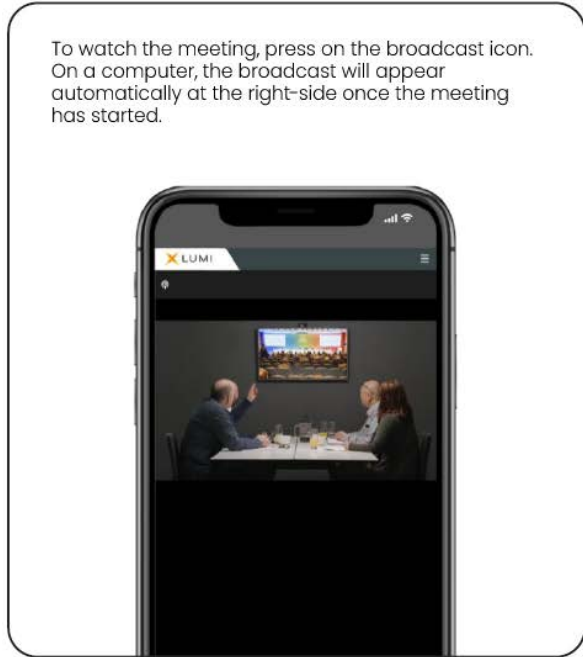 To watch the meeting, press on the broadcast icon.
On a computer, the broadcast will appear
automatically at the right-side once the meeting
has started.
LUMI